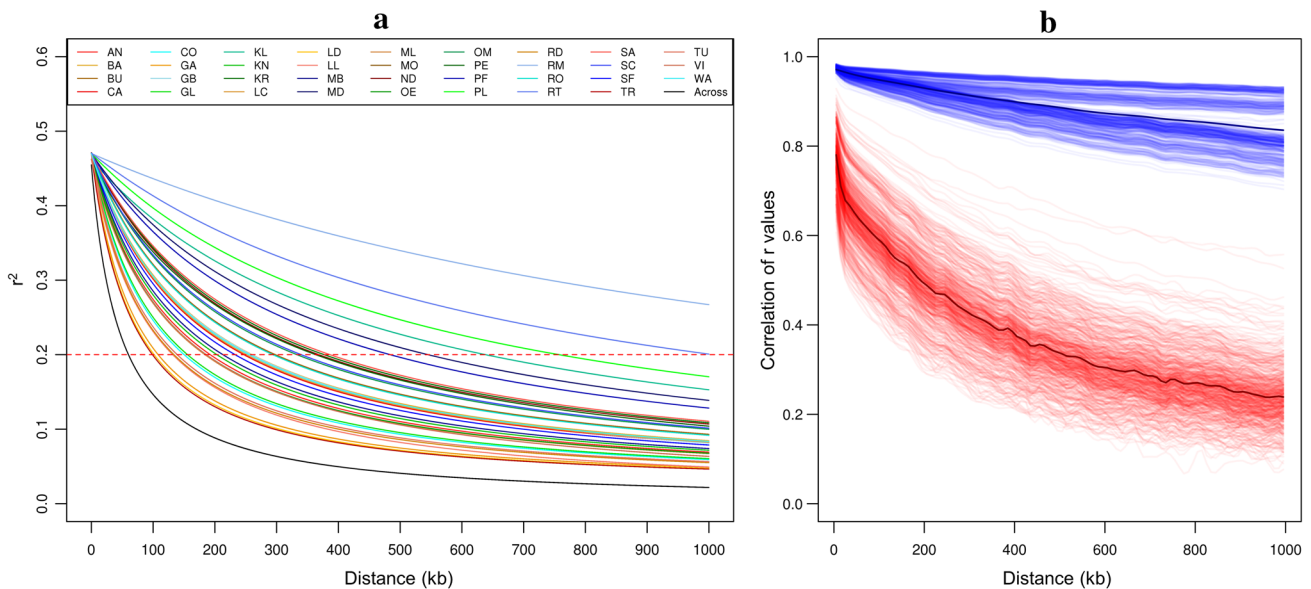 a
AN CO KL LD ML OM RD SA TU
BA GA KN LL MO PE RM SC VI
BU GB KR MB ND PF RO SF WA
CA GL LC MD OE PL RT TR Across
r2
0.6
0.5
0.4
0.3
0.2
0.1
0.0
0 100 200 300 400 500 600 700 800 900 1000
Distance (kb)
b
Correlation of r values
1.0
0.8
0.6
0.4
0.2
0.0
0 200 400 600 800 1000
Distance (kb)